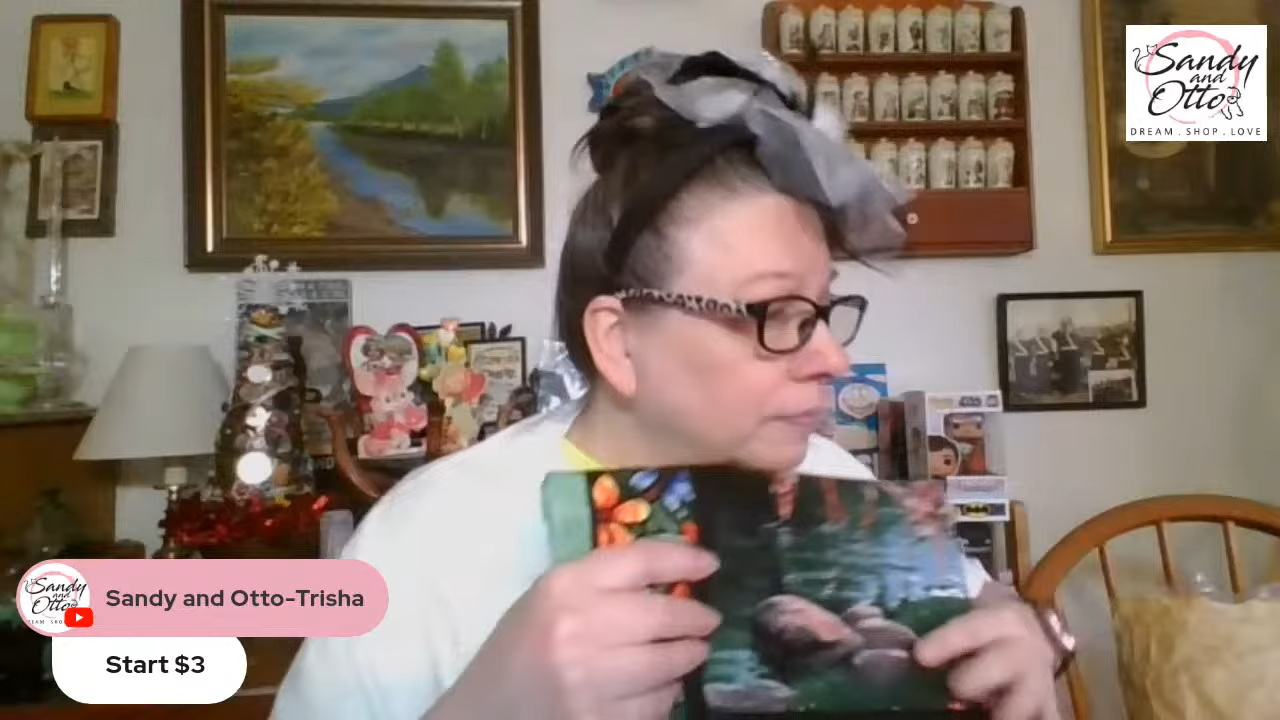 Sandy
and
Otto
DREAM . SHOP . LOVE
Sandy and Otto-Trisha
Start $3